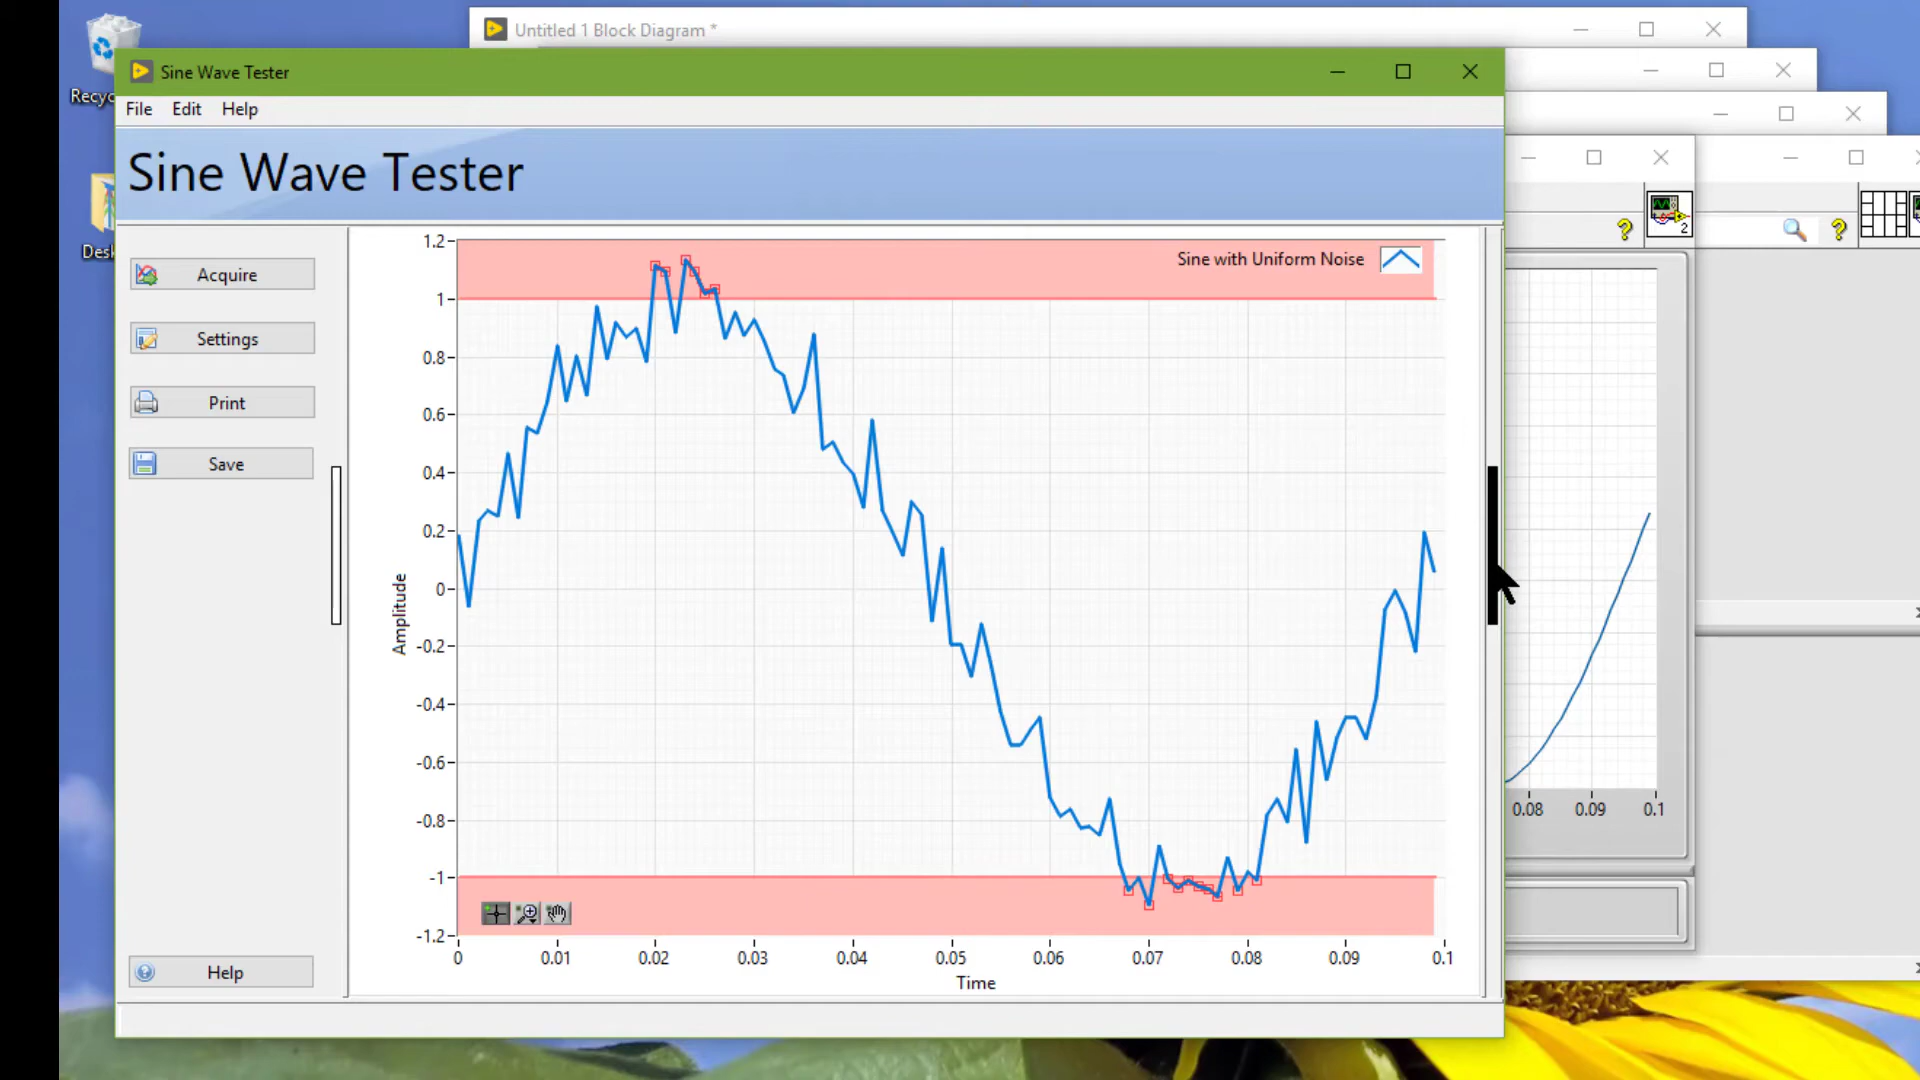 Untitled 1 Block Diagram *
Sine Wave Tester
File Edit Help
Sine Wave Tester
Acquire
Settings
Print
Save
Help
Sine with Uniform Noise
1.2
1
0.8
0.6
0.4
0.2
0
-0.2
-0.4
-0.6
-0.8
-1
-1.2
Amplitude
0 0.01 0.02 0.03 0.04 0.05 0.06 0.07 0.08 0.09 0.1
Time
2
0.08 0.09 0.1